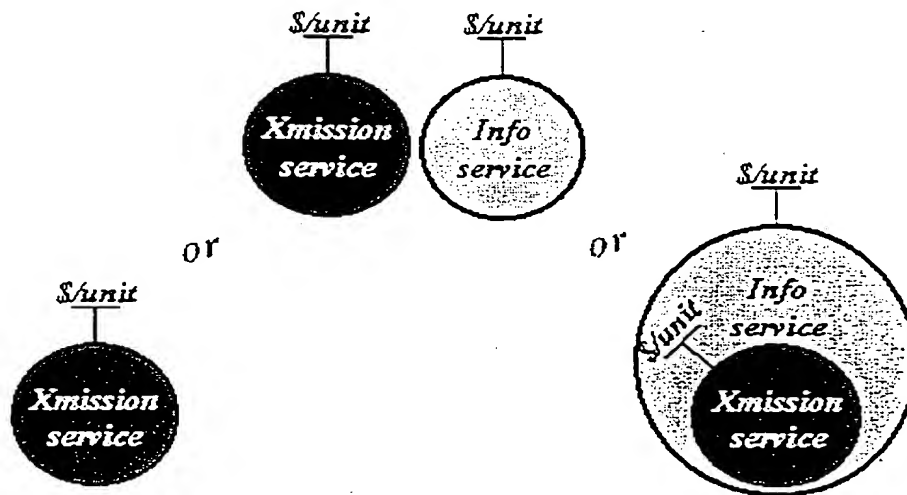 $/unit
$/unit
Xmission
service
Info
service
or
$/unit
Xmission
service
or
$/unit
Info
service
$/unit
Xmission
service